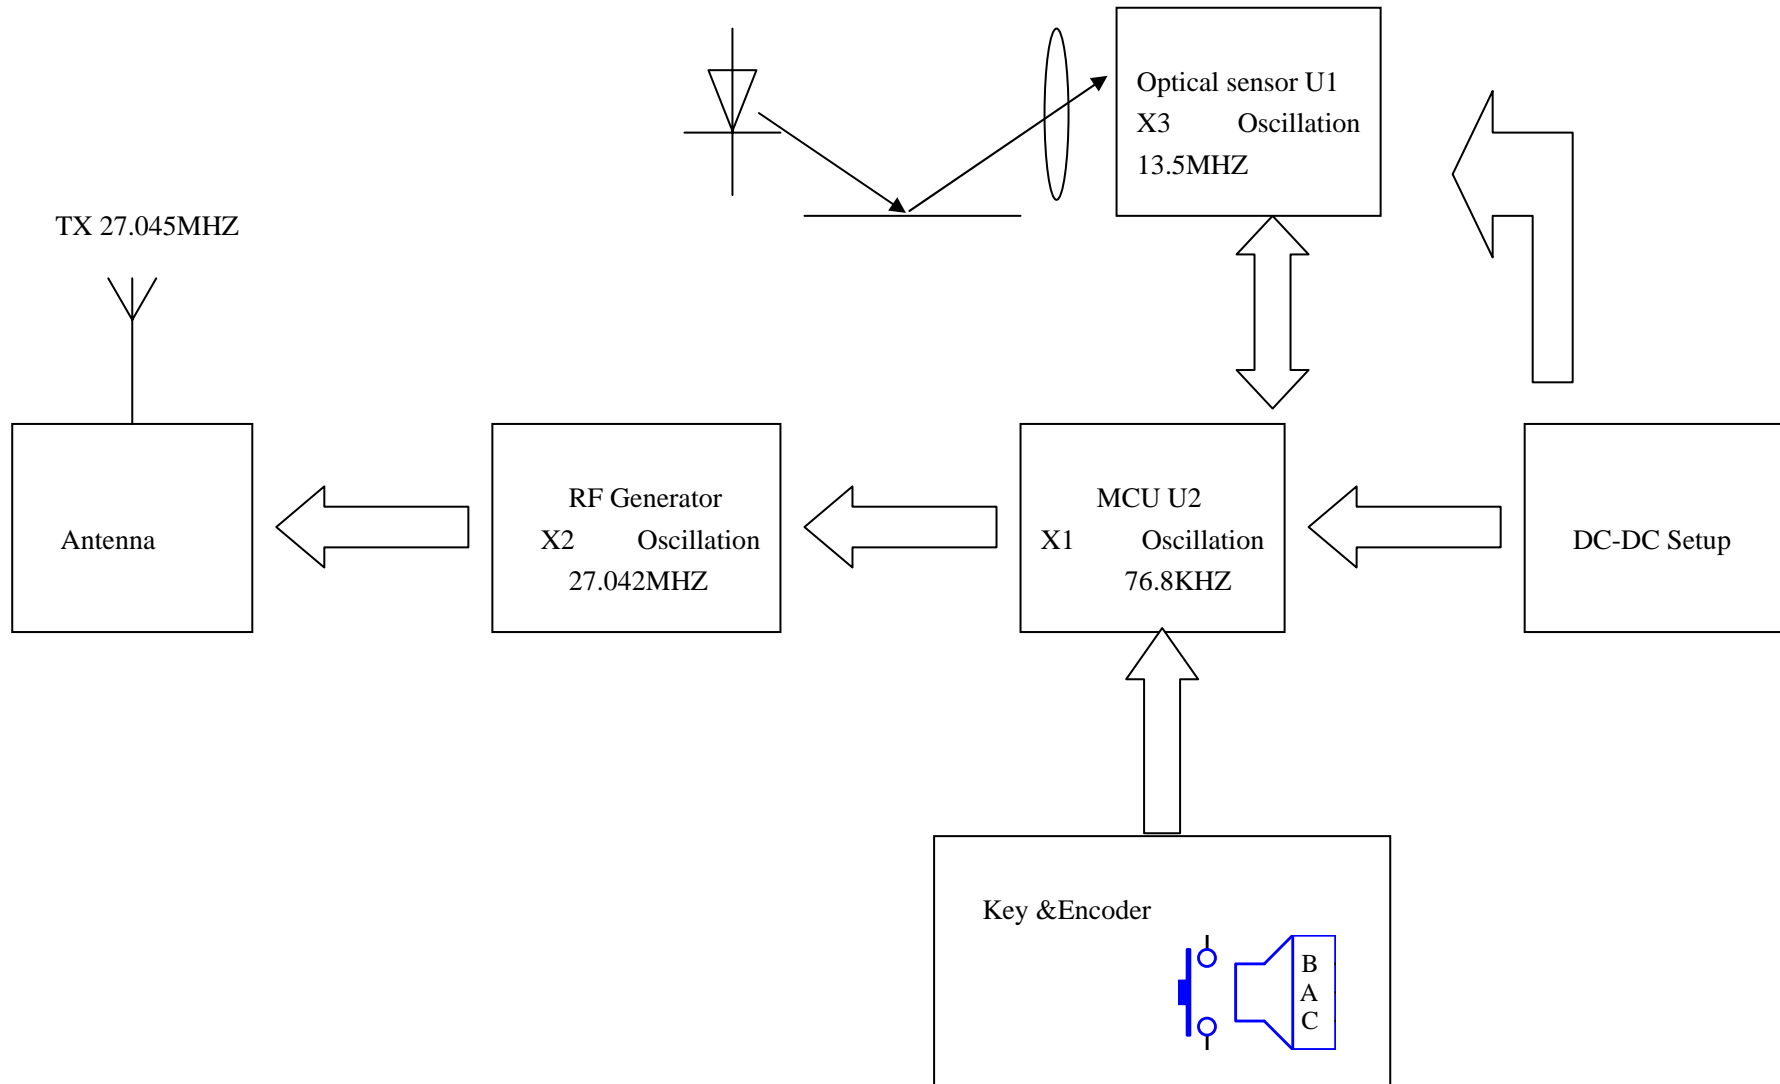 Optical sensor U1
X3 Oscillation
13.5MHZ
TX 27.045MHZ
Antenna
RF Generator
X2 Oscillation
27.042MHZ
MCU U2
X1 Oscillation
76.8KHZ
DC-DC Setup
Key &Encoder
B
A
C